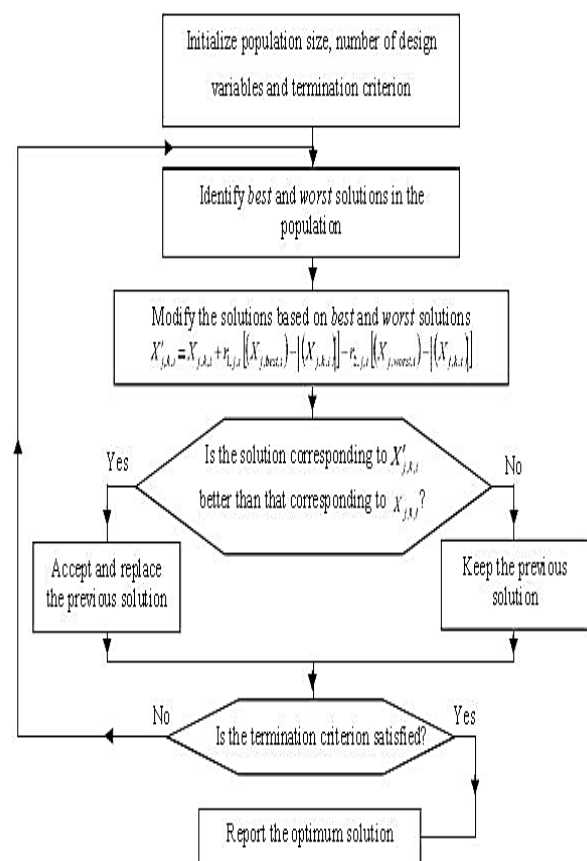 Initialize population size, number of design
variables and termination criterion
Identify best and worst solutions in the
population
Modify the solutions based on best and worst solutions
X'j,k,i = Xj,k,i + r1,j,i [(Xj,best,i) − |(Xj,k,i)|] − r2,j,i [(Xj,worst,i) − |(Xj,k,i)|]
Yes
Is the solution corresponding to X'j,k,i
better than that corresponding to Xj,k,i?
No
Accept and replace
the previous solution
Keep the previous
solution
No
Is the termination criterion satisfied?
Yes
Report the optimum solution